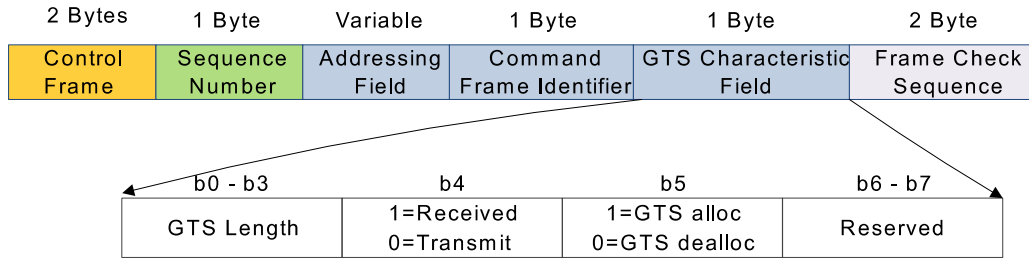 2 Bytes 1 Byte Variable 1 Byte 1 Byte 2 Byte
Control Sequence Addressing Command GTS Characteristic Frame Check
Frame Number Field Frame Identifier Field Sequence
b0 - b3 b4 b5 b6 - b7
GTS Length 1=Received 1=GTS alloc Reserved
0=Transmit 0=GTS dealloc